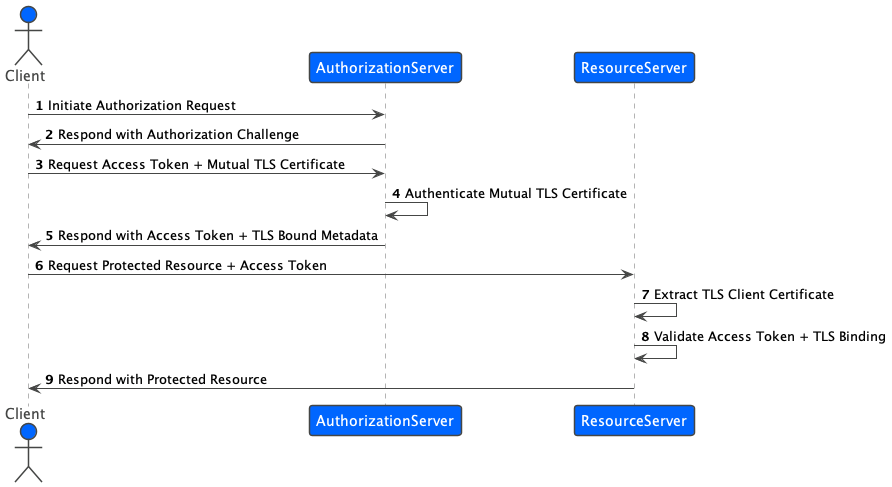 Client
AuthorizationServer
ResourceServer
1 Initiate Authorization Request
2 Respond with Authorization Challenge
3 Request Access Token + Mutual TLS Certificate
4 Authenticate Mutual TLS Certificate
5 Respond with Access Token + TLS Bound Metadata
6 Request Protected Resource + Access Token
7 Extract TLS Client Certificate
8 Validate Access Token + TLS Binding
9 Respond with Protected Resource
Client
AuthorizationServer
ResourceServer